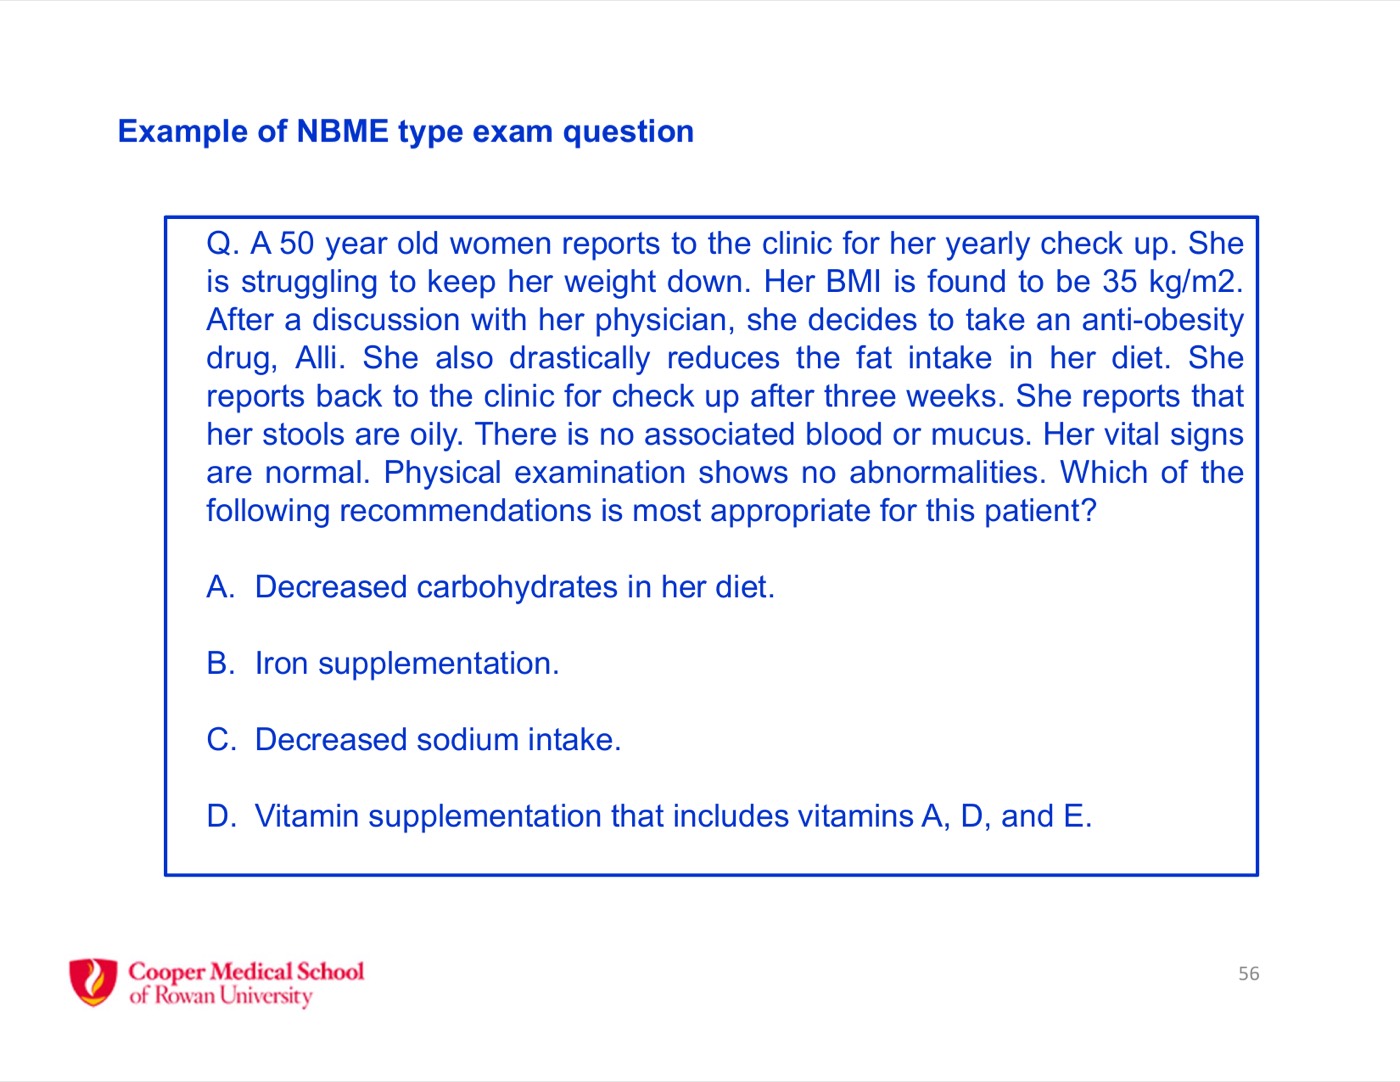 Example of NBME type exam question
Q. A 50 year old women reports to the clinic for her yearly check up. She
is struggling to keep her weight down. Her BMI is found to be 35 kg/m2.
After a discussion with her physician, she decides to take an anti-obesity
drug, Alli. She also drastically reduces the fat intake in her diet. She
reports back to the clinic for check up after three weeks. She reports that
her stools are oily. There is no associated blood or mucus. Her vital signs
are normal. Physical examination shows no abnormalities. Which of the
following recommendations is most appropriate for this patient?
A. Decreased carbohydrates in her diet.
B. Iron supplementation.
C. Decreased sodium intake.
D. Vitamin supplementation that includes vitamins A, D, and E.
Cooper Medical School
of Rowan University
56